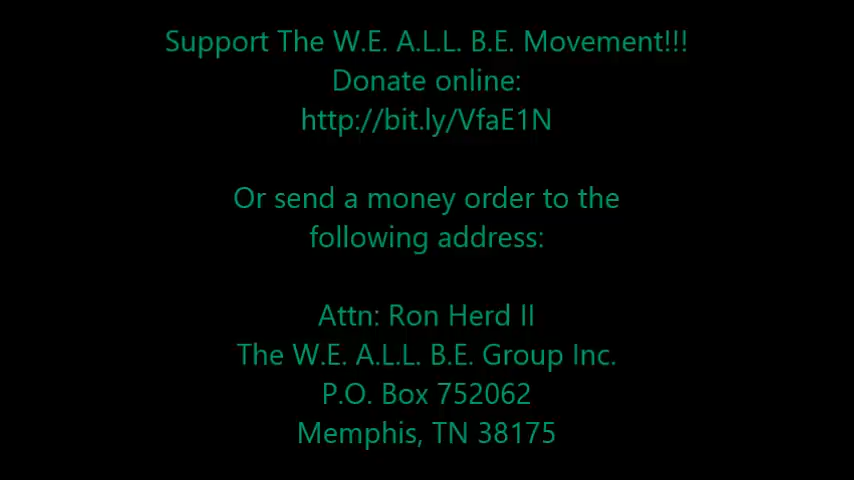 Support The W.E. A.L.L. B.E. Movement!!!
Donate online:
http://bit.ly/VfaE1N
Or send a money order to the
following address:
Attn: Ron Herd II
The W.E. A.L.L. B.E. Group Inc.
P.O. Box 752062
Memphis, TN 38175